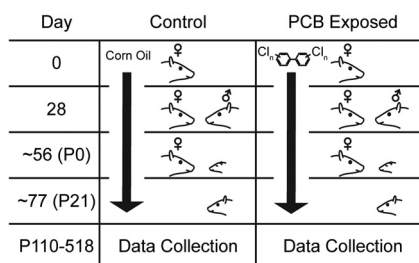 Day Control PCB Exposed
0 Corn Oil ♀ Cln Cln ♀
28 ♀ ♂ ♀ ♂
~56 (P0) ♀ ♀
~77 (P21)
P110-518 Data Collection Data Collection